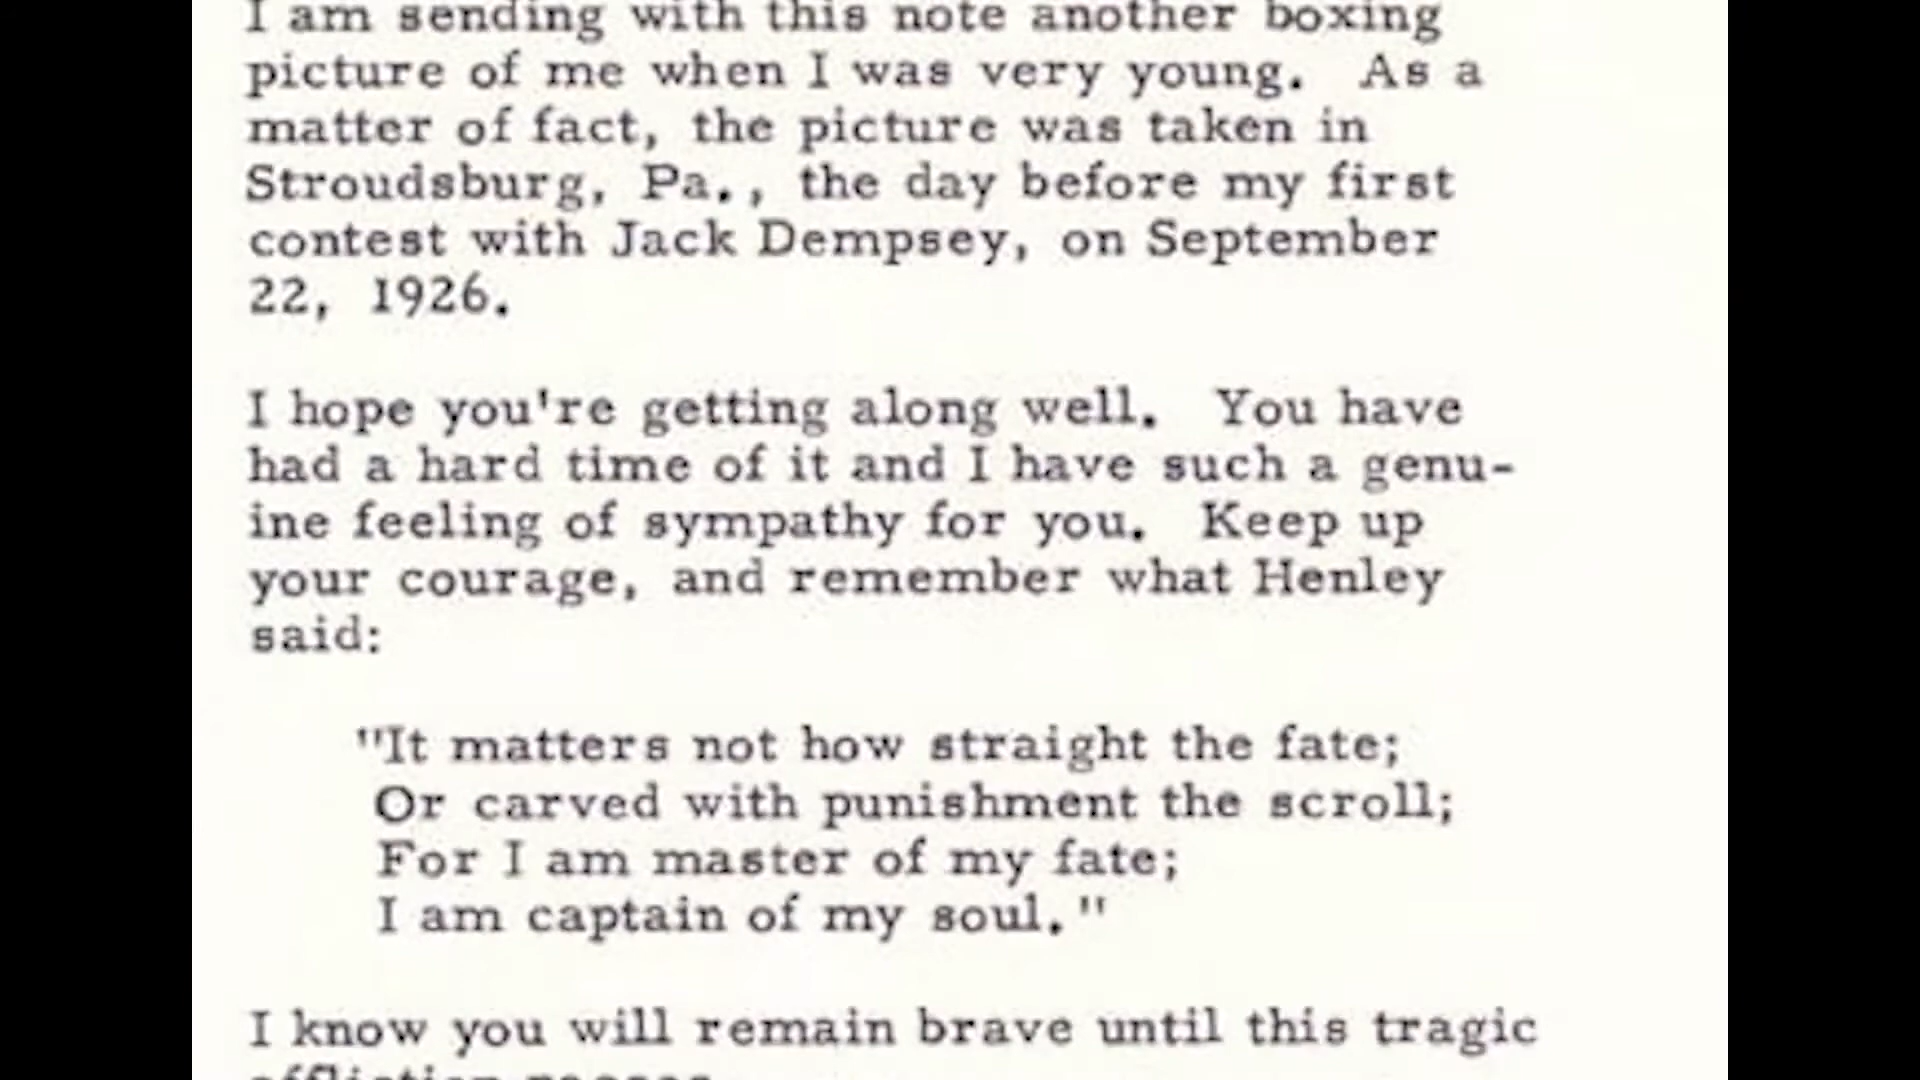 I am sending with this note another boxing
picture of me when I was very young. As a
matter of fact, the picture was taken in
Stroudsburg, Pa., the day before my first
contest with Jack Dempsey, on September
22, 1926.
I hope you're getting along well. You have
had a hard time of it and I have such a genu-
ine feeling of sympathy for you. Keep up
your courage, and remember what Henley
said:
"It matters not how straight the fate;
Or carved with punishment the scroll;
For I am master of my fate;
I am captain of my soul."
I know you will remain brave until this tragic